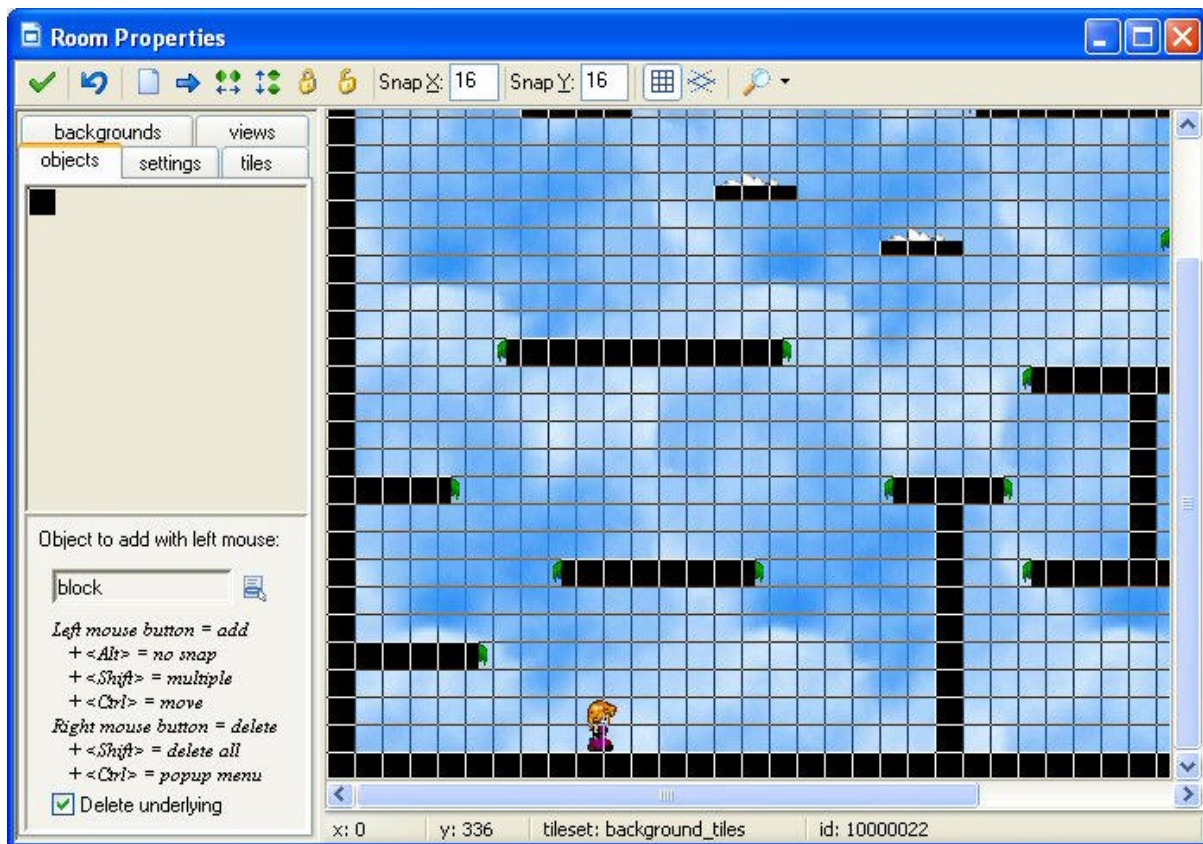 Room Properties
Snap X: 16 Snap Y: 16
backgrounds views
objects settings tiles
Object to add with left mouse:
block
Left mouse button = add
+ <Alt> = no snap
+ <Shift> = multiple
+ <Ctrl> = move
Right mouse button = delete
+ <Shift> = delete all
+ <Ctrl> = popup menu
Delete underlying
x: 0 y: 336 tileset: background_tiles id: 10000022